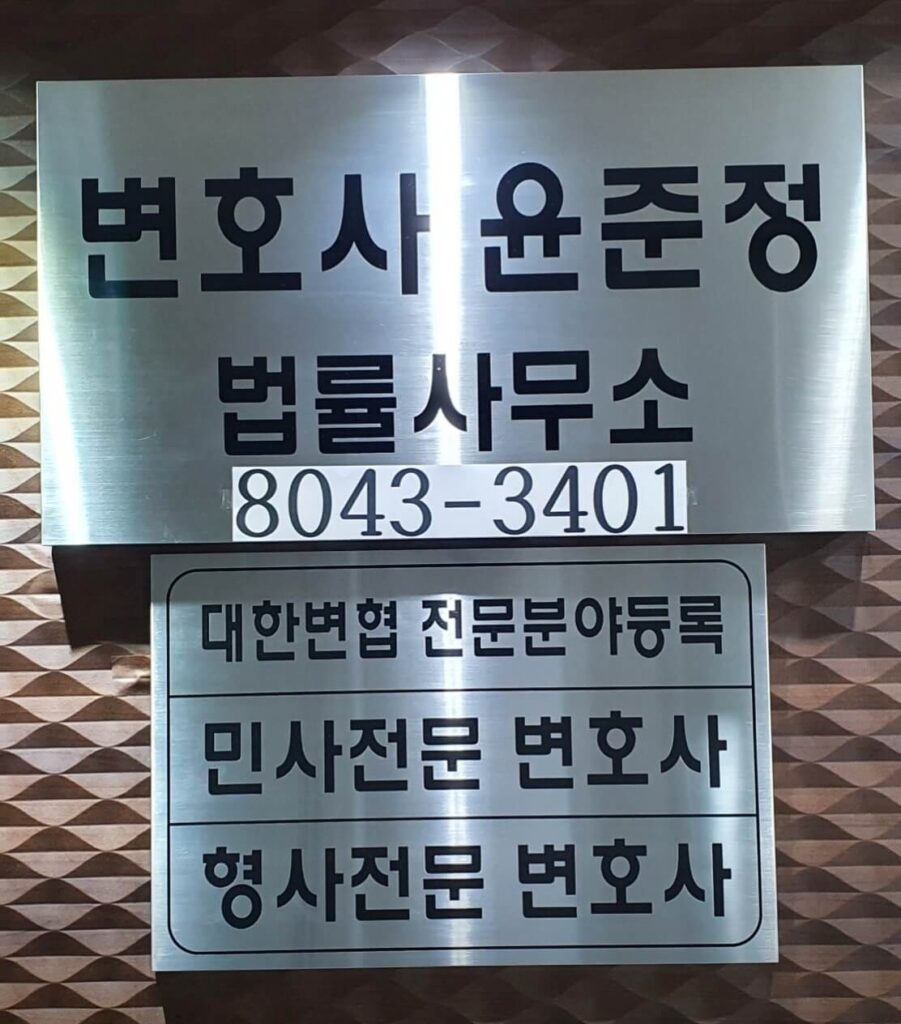 변호사 윤준정
법률사무소
8043-3401
대한변협 전문분야등록
민사전문 변호사
형사전문 변호사